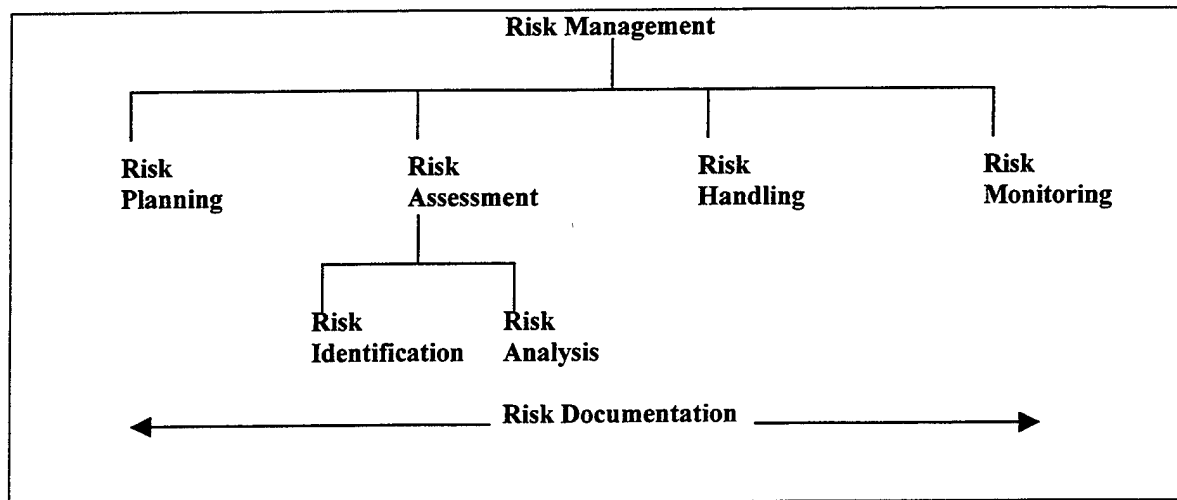 Risk Management
Risk
Planning
Risk
Assessment
Risk
Handling
Risk
Monitoring
Risk
Identification
Risk
Analysis
Risk Documentation